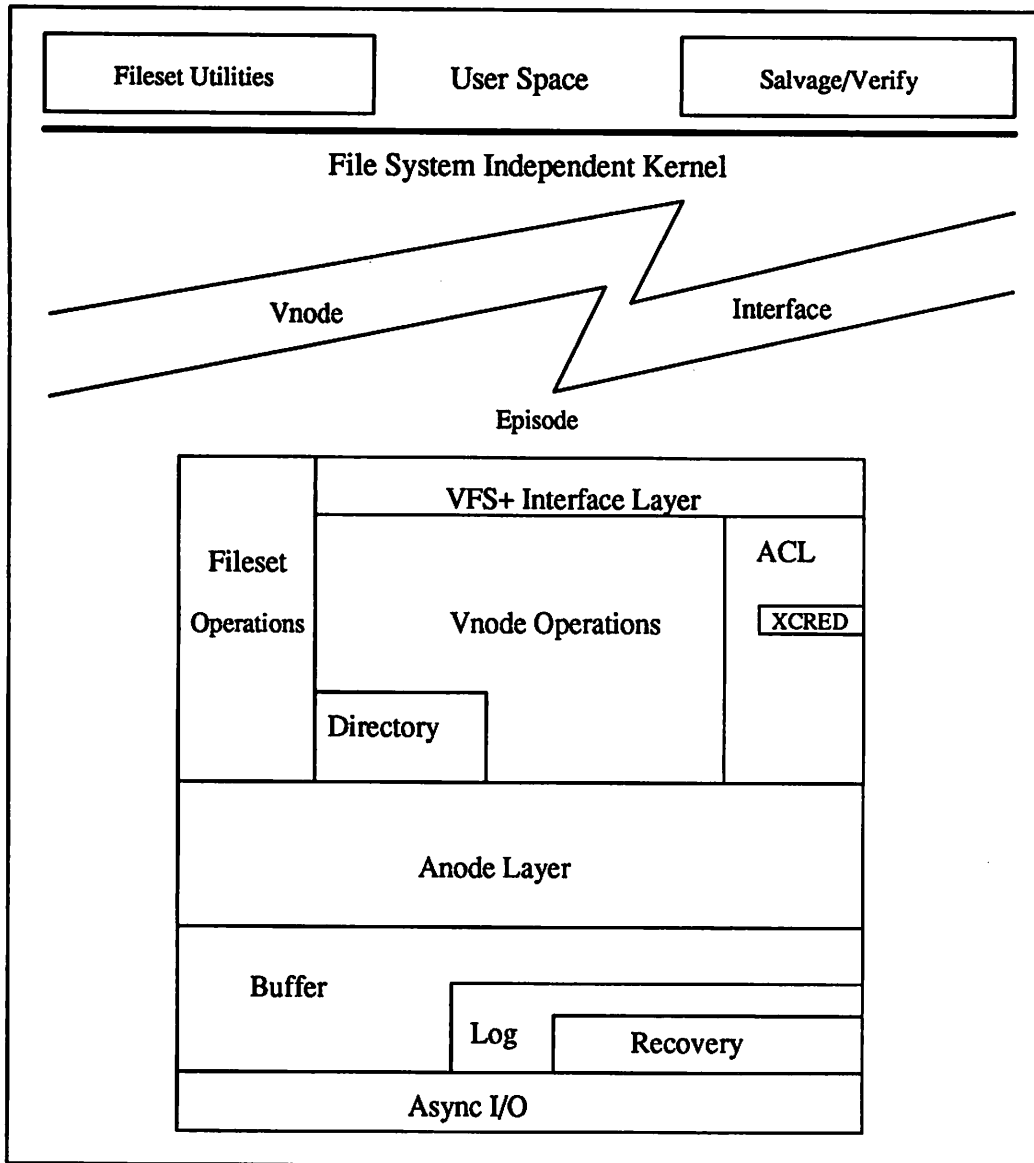 Fileset Utilities
User Space
Salvage/Verify
File System Independent Kernel
Vnode
Interface
Episode
VFS+ Interface Layer
Fileset
Operations
Vnode Operations
ACL
XCRED
Directory
Anode Layer
Buffer
Log
Recovery
Async I/O